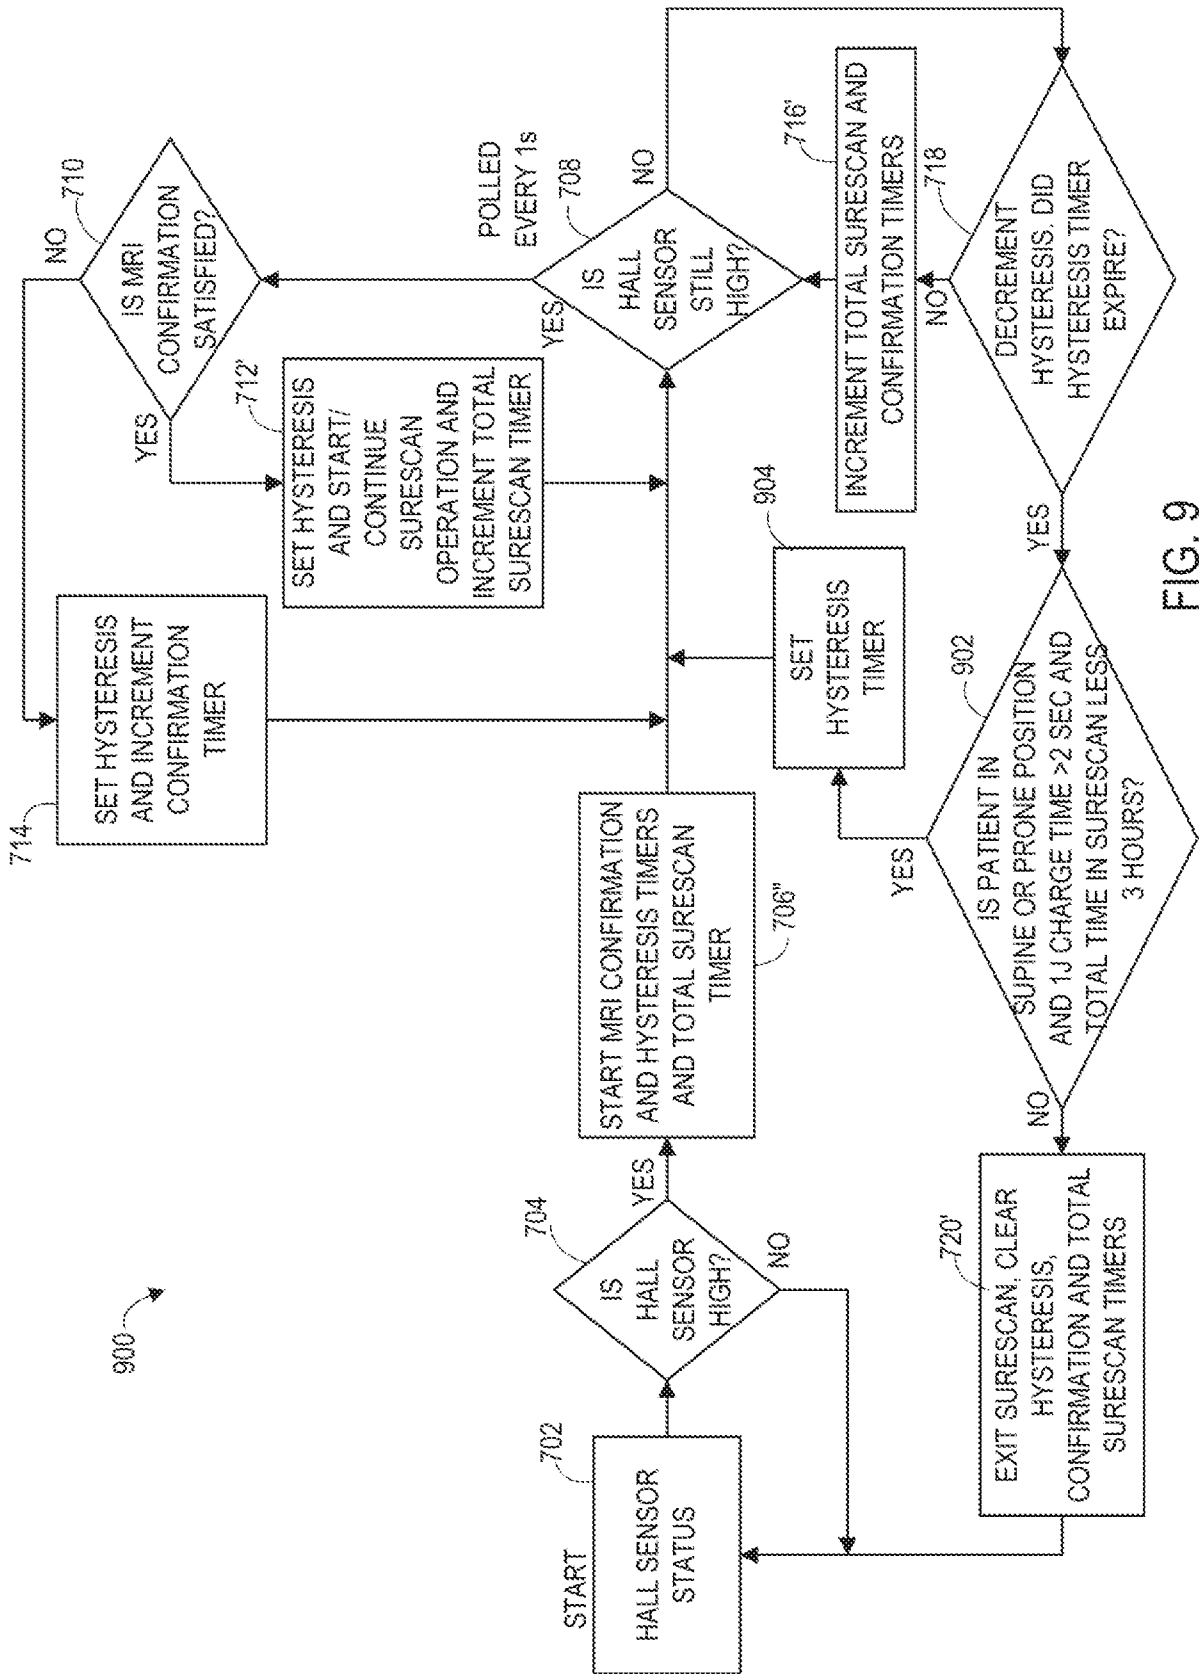 900
START
HALL SENSOR
STATUS
702
IS
HALL
SENSOR
HIGH?
704
YES
NO
START MRI CONFIRMATION
AND HYSTERESIS TIMERS
AND TOTAL SURESCAN
TIMER
706"
714
SET HYSTERESIS
AND INCREMENT
CONFIRMATION
TIMER
NO
710
IS MRI
CONFIRMATION
SATISFIED?
YES
712'
SET HYSTERESIS
AND START/
CONTINUE
SURESCAN
OPERATION AND
INCREMENT TOTAL
SURESCAN TIMER
POLLED
EVERY 1s
708
IS
HALL
SENSOR
STILL
HIGH?
YES
NO
716'
INCREMENT TOTAL SURESCAN AND
CONFIRMATION TIMERS
NO
718
DECREMENT
HYSTERESIS. DID
HYSTERESIS TIMER
EXPIRE?
YES
904
SET
HYSTERESIS
TIMER
YES
902
IS PATIENT IN
SUPINE OR PRONE POSITION
AND 1J CHARGE TIME >2 SEC AND
TOTAL TIME IN SURESCAN LESS
3 HOURS?
NO
720'
EXIT SURESCAN, CLEAR
HYSTERESIS,
CONFIRMATION AND TOTAL
SURESCAN TIMERS
FIG. 9